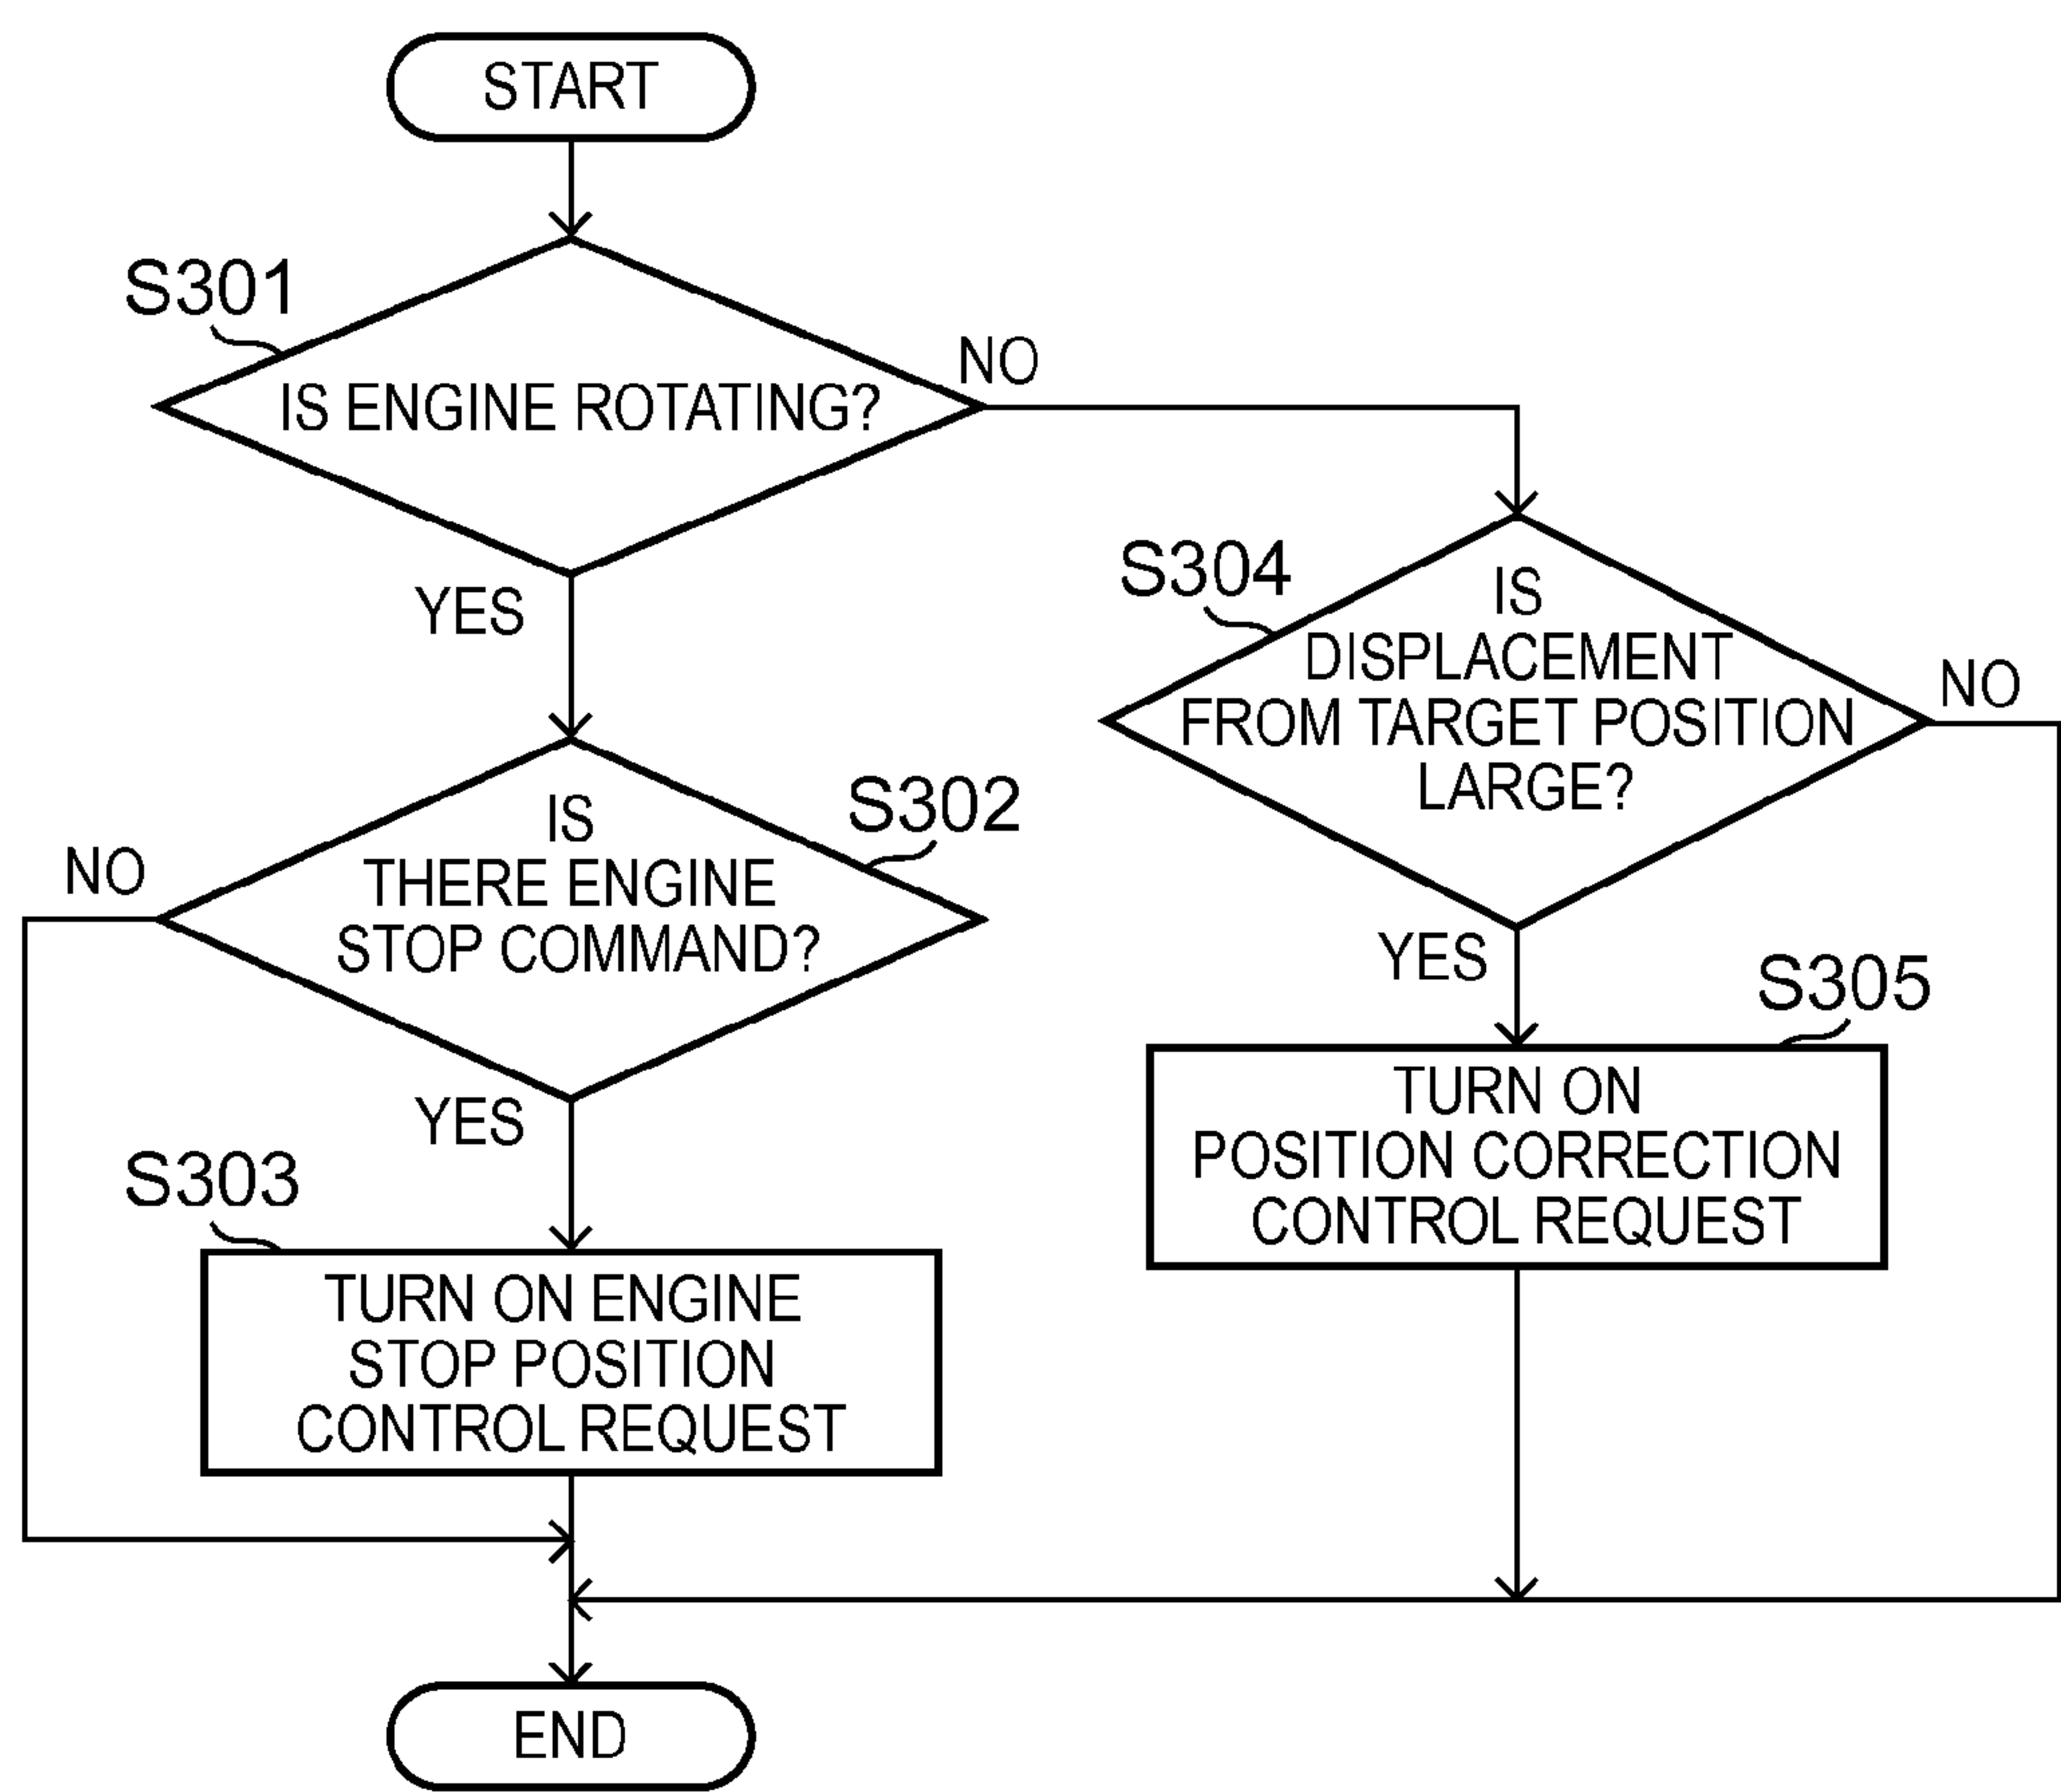 START
S301
IS ENGINE ROTATING?
NO
YES
S304
IS
DISPLACEMENT
FROM TARGET POSITION
LARGE?
NO
YES
S302
IS
THERE ENGINE
STOP COMMAND?
NO
YES
S305
TURN ON
POSITION CORRECTION
CONTROL REQUEST
S303
TURN ON ENGINE
STOP POSITION
CONTROL REQUEST
END